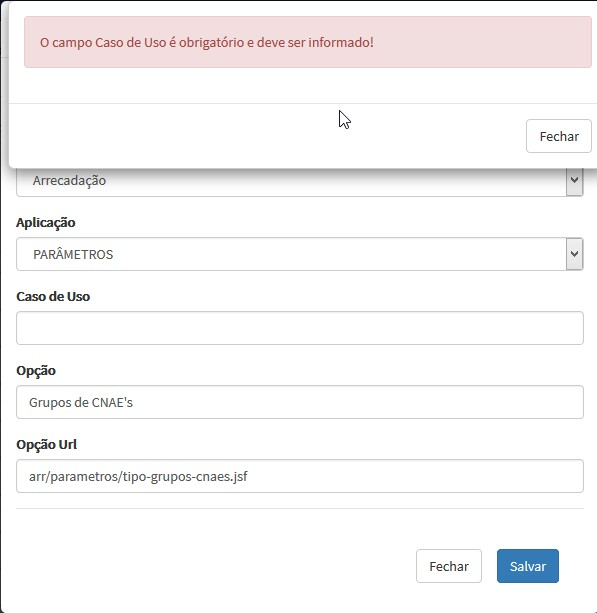 O campo Caso de Uso é obrigatório e deve ser informado!
Fechar
Arrecadação
Aplicação
PARÂMETROS
Caso de Uso
Opção
Grupos de CNAE's
Opção Url
arr/parametros/tipo-grupos-cnaes.jsf
Fechar Salvar